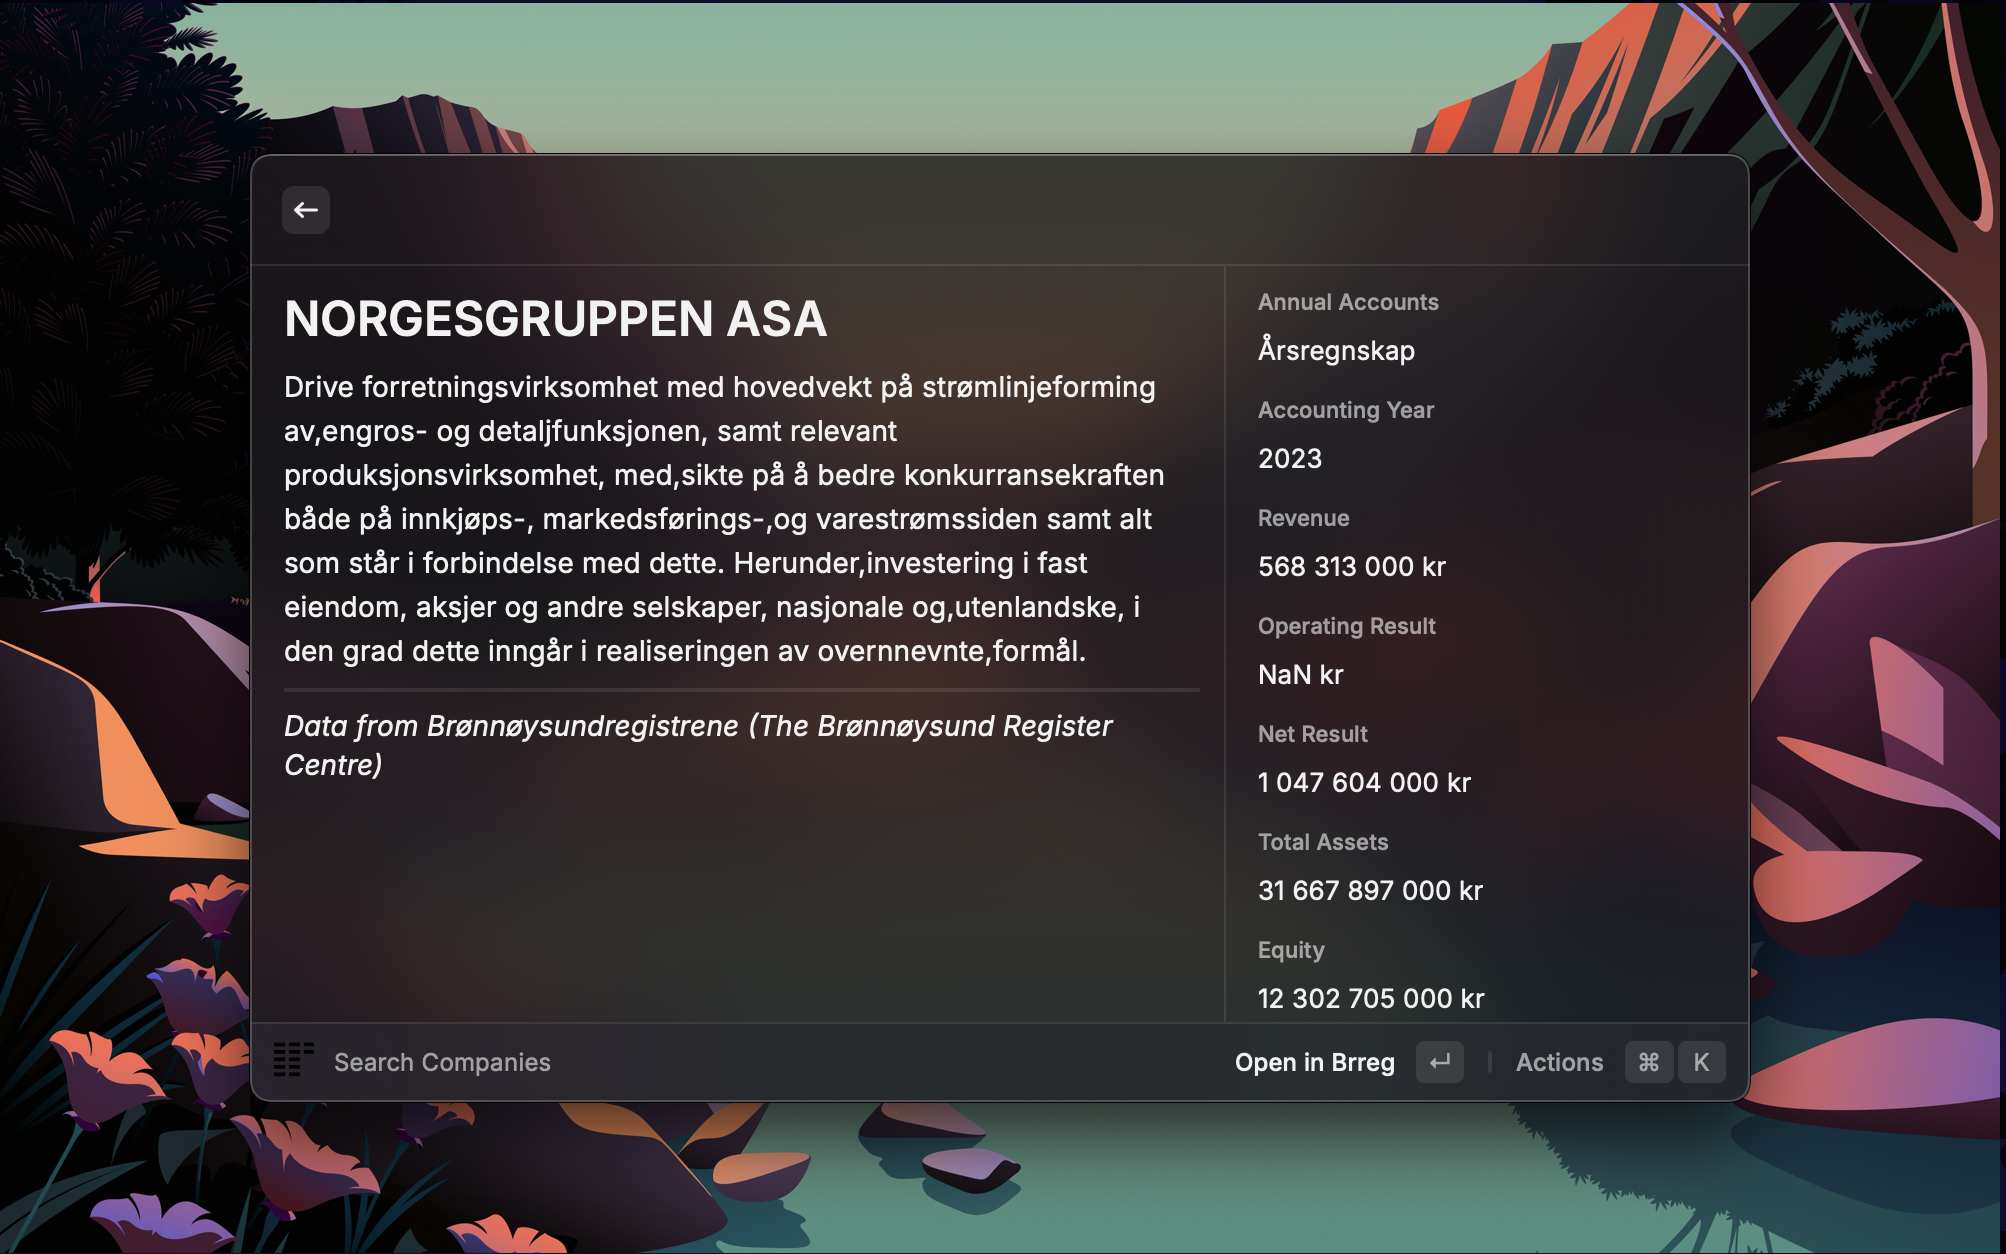 NORGESGRUPPEN ASA
Drive forretningsvirksomhet med hovedvekt på strømlinjeforming
av,engros- og detaljfunksjonen, samt relevant
produksjonsvirksomhet, med,sikte på å bedre konkurransekraften
både på innkjøps-, markedsførings-,og varestrømssiden samt alt
som står i forbindelse med dette. Herunder,investering i fast
eiendom, aksjer og andre selskaper, nasjonale og,utenlandske, i
den grad dette inngår i realiseringen av overnnevnte,formål.
Data from Brønnøysundregistrene (The Brønnøysund Register
Centre)
Annual Accounts
Årsregnskap
Accounting Year
2023
Revenue
568 313 000 kr
Operating Result
NaN kr
Net Result
1 047 604 000 kr
Total Assets
31 667 897 000 kr
Equity
12 302 705 000 kr
Search Companies
Open in Brreg ↵ | Actions ⌘ K